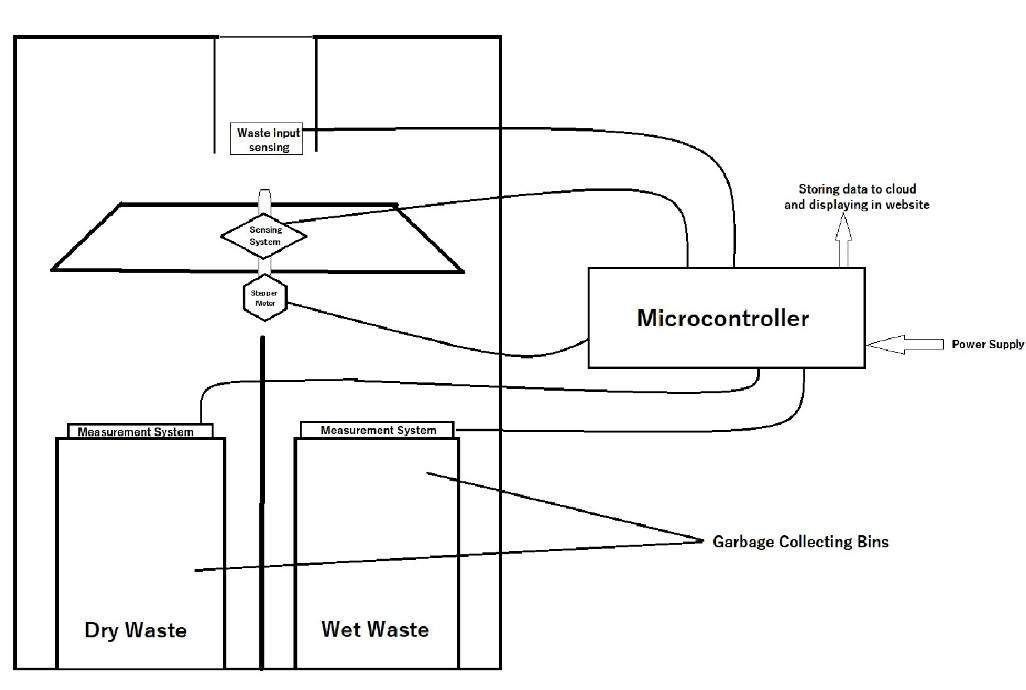 Waste input
sensing
Storing data to cloud
and displaying in website
Sensing
System
Stepper
Motor
Microcontroller
Power Supply
Measurement System
Measurement System
Garbage Collecting Bins
Dry Waste
Wet Waste